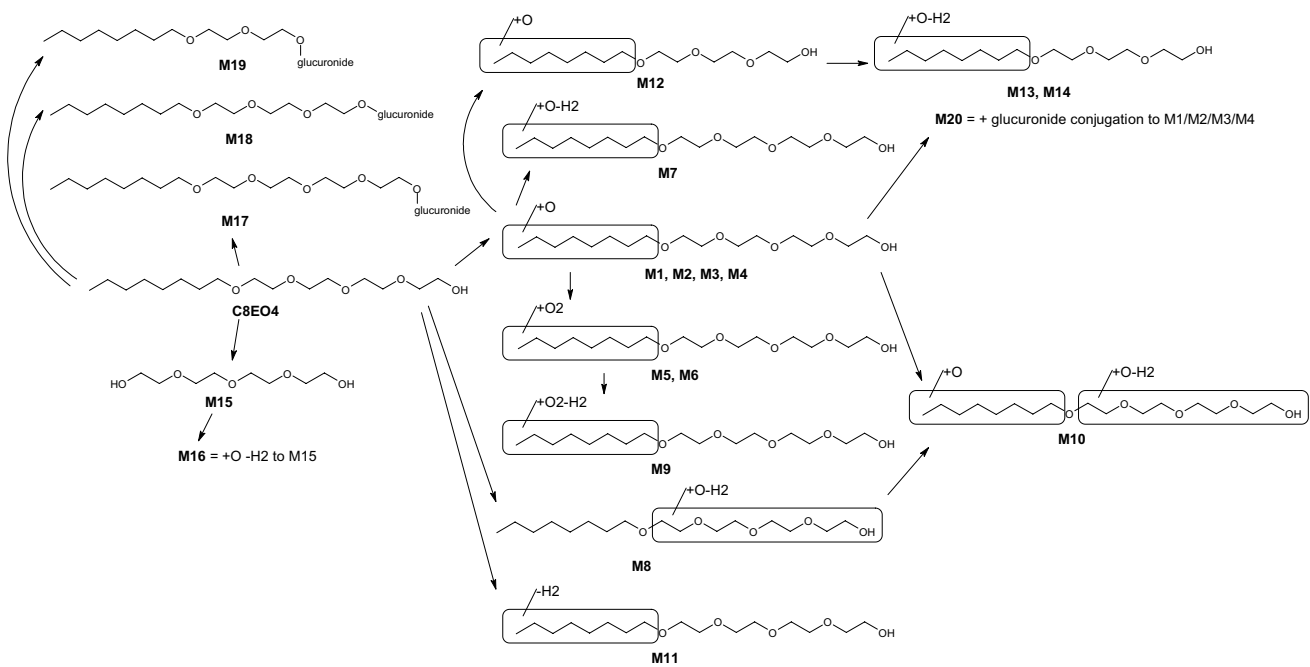 O O O
glucuronide
M19
O O O O
glucuronide
M18
O O O O O
glucuronide
M17
O O O O OH
C8EO4
HO O O O OH
M15
M16 = +O -H2 to M15
+O
O O O OH
M12
+O-H2
O O O OH
M13, M14
M20 = + glucuronide conjugation to M1/M2/M3/M4
+O-H2
O O O O OH
M7
+O
O O O O OH
M1, M2, M3, M4
+O2
O O O O OH
M5, M6
+O2-H2
O O O O OH
M9
+O +O-H2
O O O O OH
M10
+O-H2
O O O O OH
M8
-H2
O O O O OH
M11